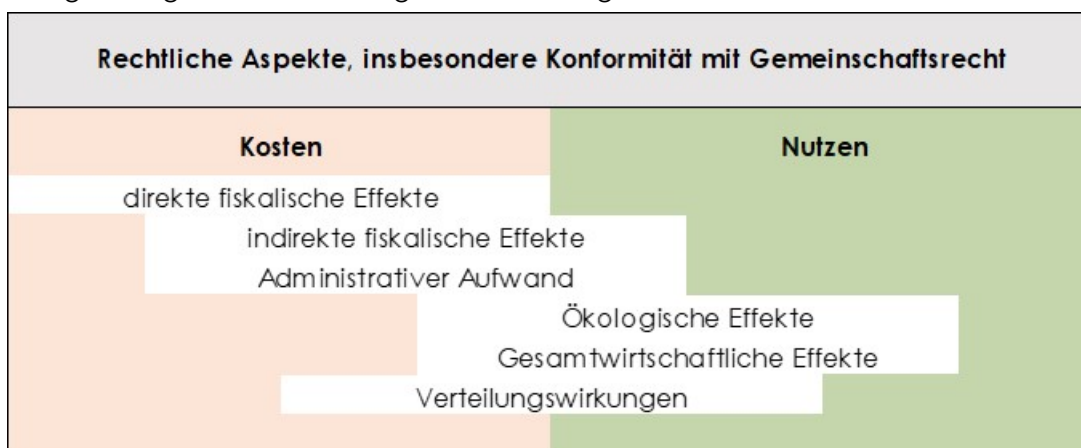 Rechtliche Aspekte, insbesondere Konformität mit Gemeinschaftsrecht
Kosten
Nutzen
direkte fiskalische Effekte
indirekte fiskalische Effekte
Administrativer Aufwand
Ökologische Effekte
Gesamtwirtschaftliche Effekte
Verteilungswirkungen